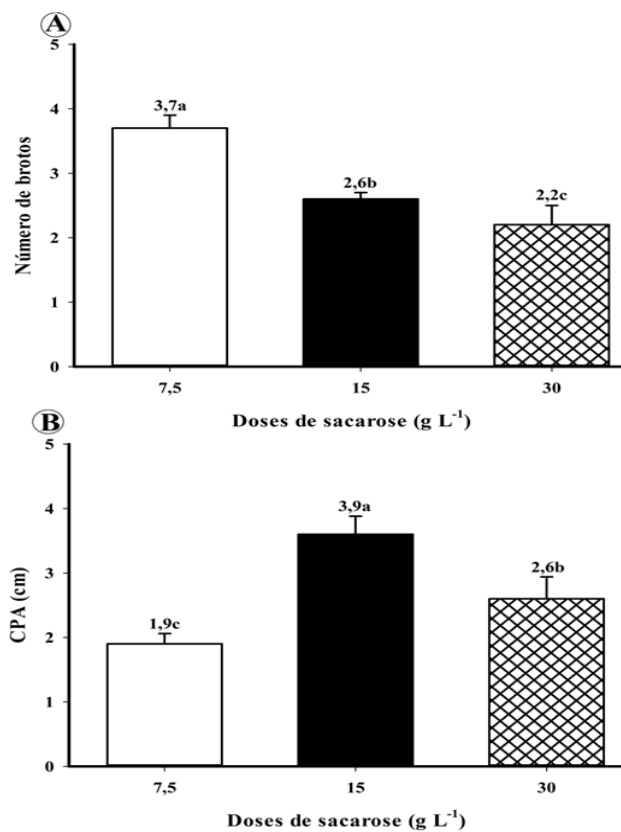 A
5
3,7a
4
2,6b
3
2,2c
2
1
0
Número de brotos
7,5 15 30
Doses de sacarose (g L⁻¹)
B
5
3,9a
4
2,6b
3
1,9c
2
1
0
CPA (cm)
7,5 15 30
Doses de sacarose (g L⁻¹)